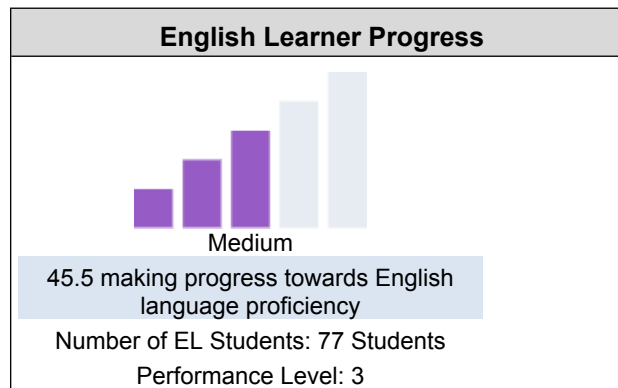 English Learner Progress
Medium
45.5 making progress towards English
language proficiency
Number of EL Students: 77 Students
Performance Level: 3